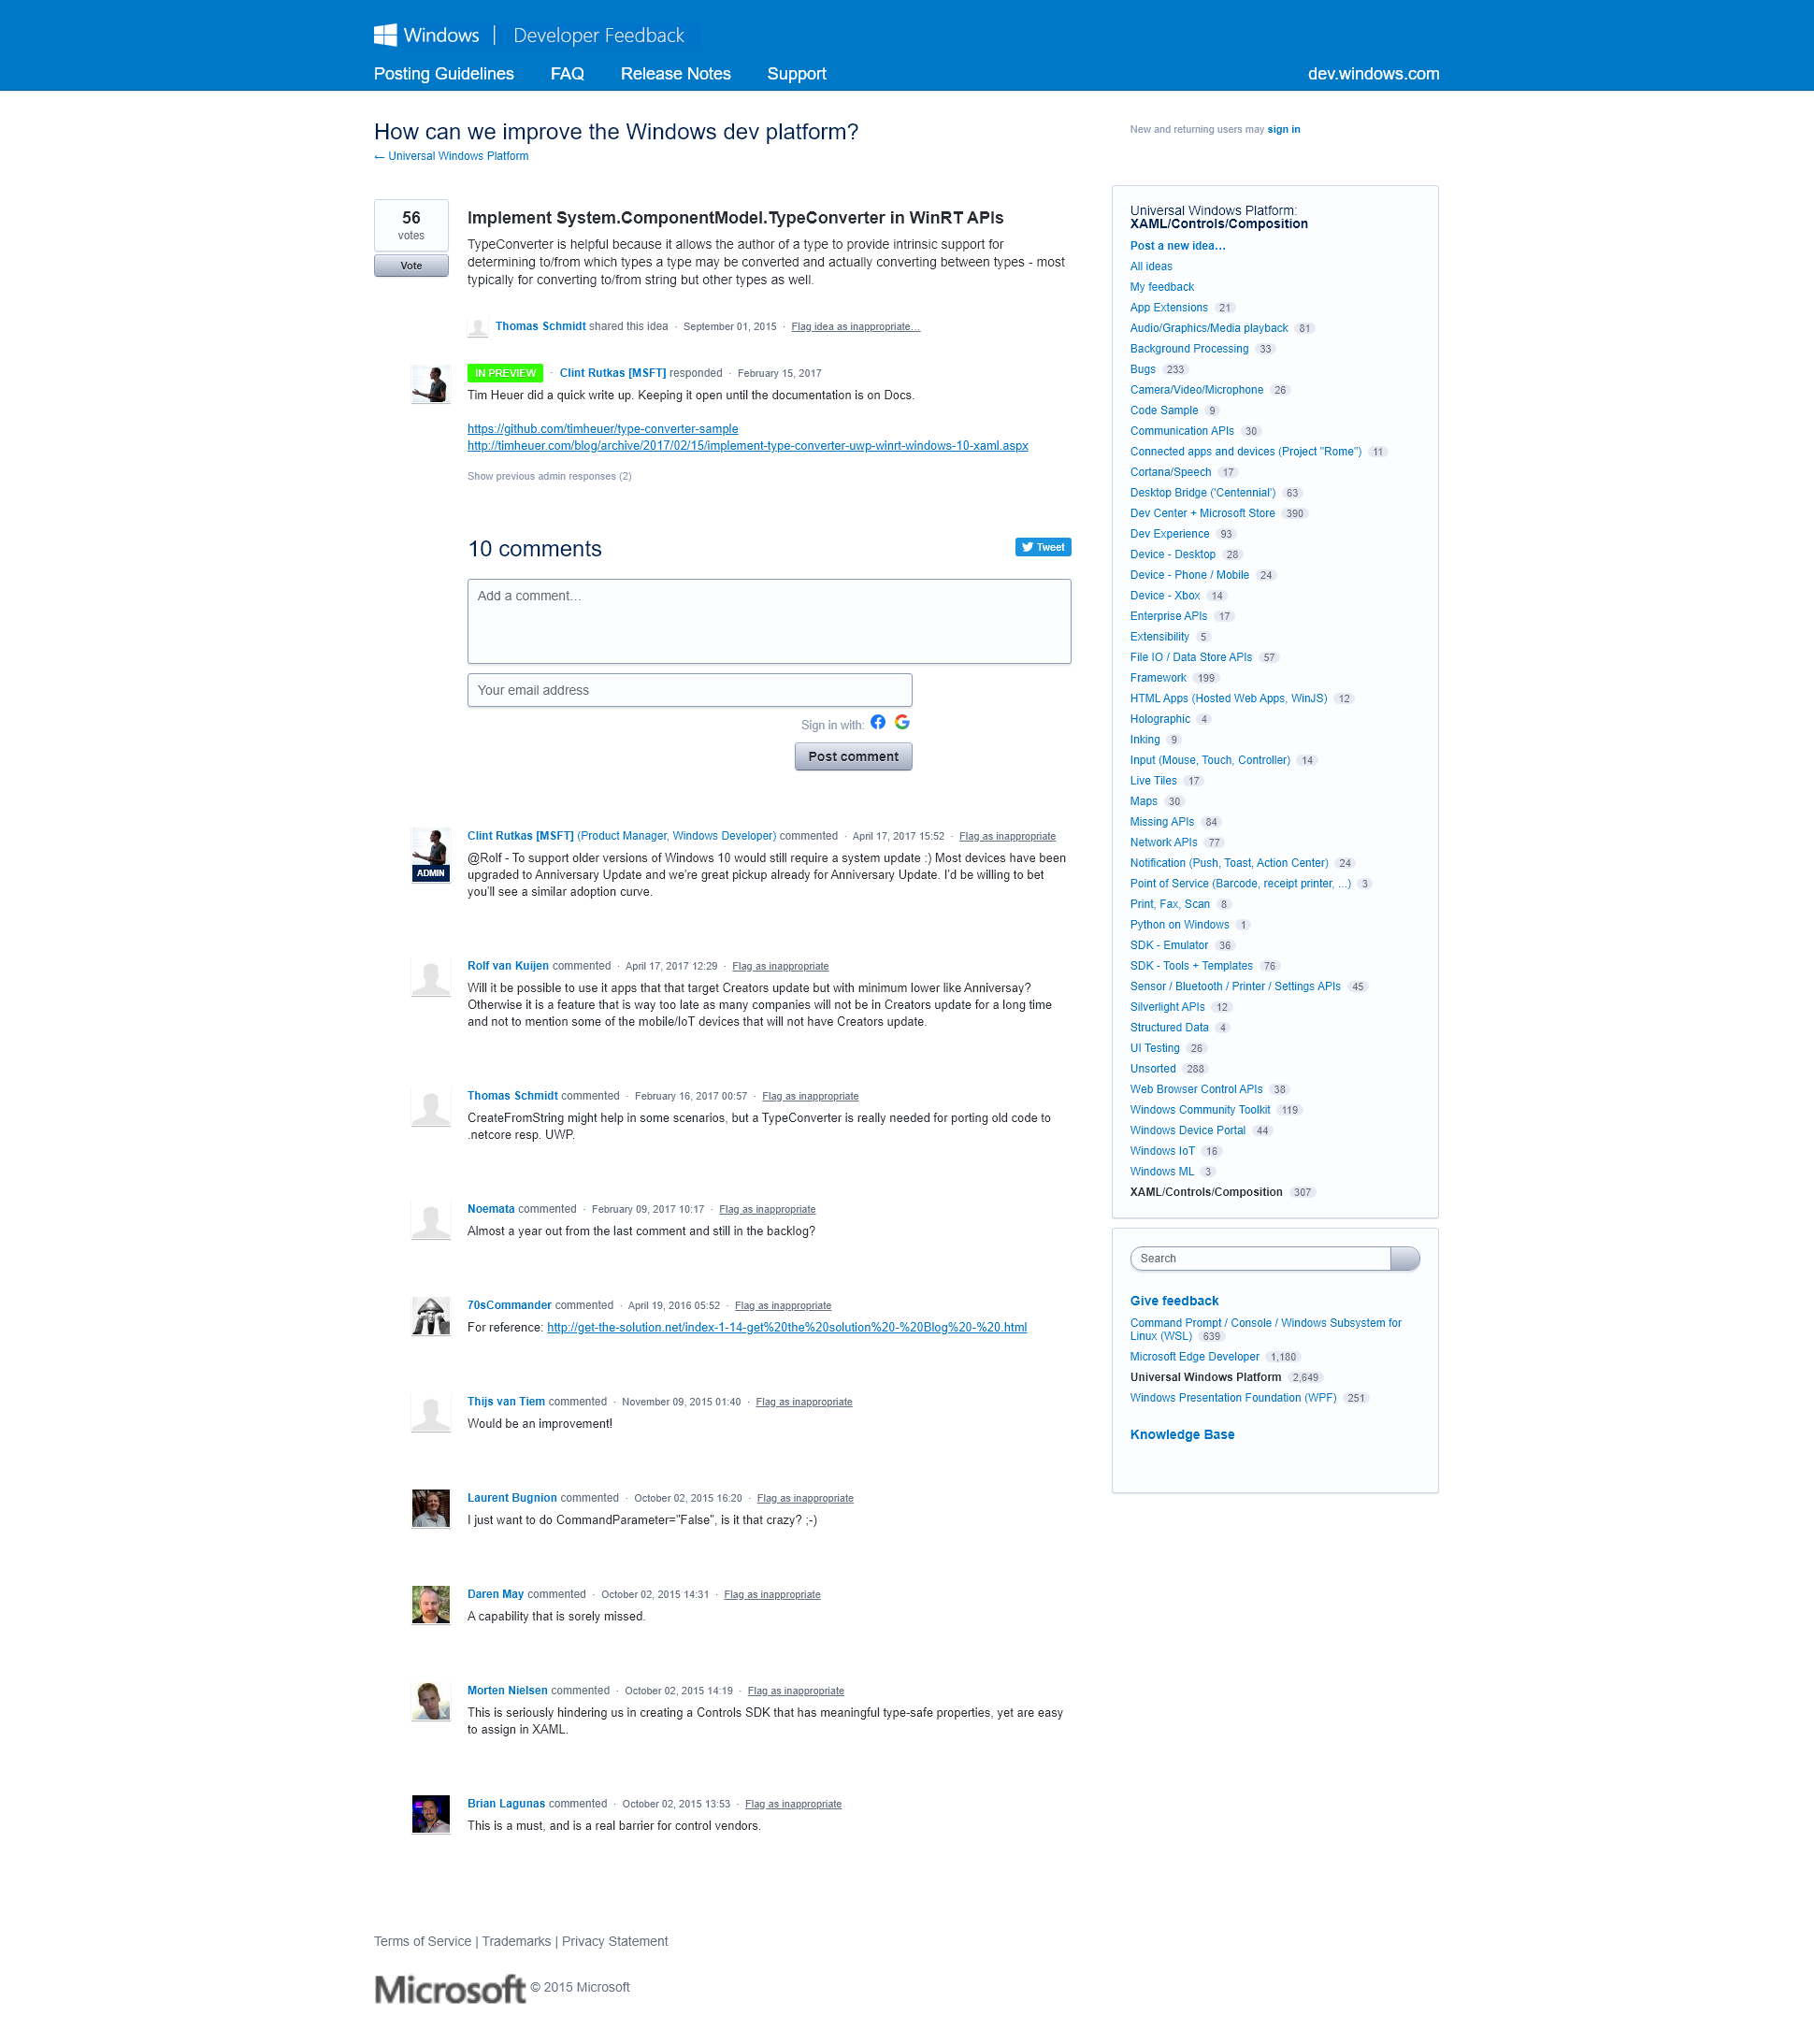 Windows | Developer Feedback
Posting Guidelines FAQ Release Notes Support dev.windows.com
How can we improve the Windows dev platform?
← Universal Windows Platform
New and returning users may sign in
56
votes
Vote
Implement System.ComponentModel.TypeConverter in WinRT APIs
TypeConverter is helpful because it allows the author of a type to provide intrinsic support for
determining to/from which types a type may be converted and actually converting between types - most
typically for converting to/from string but other types as well.
Thomas Schmidt shared this idea · September 01, 2015 · Flag idea as inappropriate…
IN PREVIEW · Clint Rutkas [MSFT] responded · February 15, 2017
Tim Heuer did a quick write up. Keeping it open until the documentation is on Docs.
https://github.com/timheuer/type-converter-sample
http://timheuer.com/blog/archive/2017/02/15/implement-type-converter-uwp-winrt-windows-10-xaml.aspx
Show previous admin responses (2)
10 comments
Tweet
Add a comment…
Your email address
Sign in with:
Post comment
Clint Rutkas [MSFT] (Product Manager, Windows Developer) commented · April 17, 2017 15:52 · Flag as inappropriate
ADMIN
@Rolf - To support older versions of Windows 10 would still require a system update :) Most devices have been
upgraded to Anniversary Update and we're great pickup already for Anniversary Update. I'd be willing to bet
you'll see a similar adoption curve.
Rolf van Kuijen commented · April 17, 2017 12:29 · Flag as inappropriate
Will it be possible to use it apps that that target Creators update but with minimum lower like Anniversay?
Otherwise it is a feature that is way too late as many companies will not be in Creators update for a long time
and not to mention some of the mobile/IoT devices that will not have Creators update.
Thomas Schmidt commented · February 16, 2017 00:57 · Flag as inappropriate
CreateFromString might help in some scenarios, but a TypeConverter is really needed for porting old code to
.netcore resp. UWP.
Noemata commented · February 09, 2017 10:17 · Flag as inappropriate
Almost a year out from the last comment and still in the backlog?
70sCommander commented · April 19, 2016 05:52 · Flag as inappropriate
For reference: http://get-the-solution.net/index-1-14-get%20the%20solution%20-%20Blog%20-%20.html
Thijs van Tiem commented · November 09, 2015 01:40 · Flag as inappropriate
Would be an improvement!
Laurent Bugnion commented · October 02, 2015 16:20 · Flag as inappropriate
I just want to do CommandParameter="False", is it that crazy? ;-)
Daren May commented · October 02, 2015 14:31 · Flag as inappropriate
A capability that is sorely missed.
Morten Nielsen commented · October 02, 2015 14:19 · Flag as inappropriate
This is seriously hindering us in creating a Controls SDK that has meaningful type-safe properties, yet are easy
to assign in XAML.
Brian Lagunas commented · October 02, 2015 13:53 · Flag as inappropriate
This is a must, and is a real barrier for control vendors.
Universal Windows Platform:
XAML/Controls/Composition
Post a new idea…
All ideas
My feedback
App Extensions 21
Audio/Graphics/Media playback 81
Background Processing 33
Bugs 233
Camera/Video/Microphone 26
Code Sample 9
Communication APIs 30
Connected apps and devices (Project "Rome") 11
Cortana/Speech 17
Desktop Bridge ('Centennial') 63
Dev Center + Microsoft Store 390
Dev Experience 93
Device - Desktop 28
Device - Phone / Mobile 24
Device - Xbox 14
Enterprise APIs 17
Extensibility 5
File IO / Data Store APIs 57
Framework 199
HTML Apps (Hosted Web Apps, WinJS) 12
Holographic 4
Inking 9
Input (Mouse, Touch, Controller) 14
Live Tiles 17
Maps 30
Missing APIs 84
Network APIs 77
Notification (Push, Toast, Action Center) 24
Point of Service (Barcode, receipt printer, ...) 3
Print, Fax, Scan 8
Python on Windows 1
SDK - Emulator 36
SDK - Tools + Templates 76
Sensor / Bluetooth / Printer / Settings APIs 45
Silverlight APIs 12
Structured Data 4
UI Testing 26
Unsorted 288
Web Browser Control APIs 38
Windows Community Toolkit 119
Windows Device Portal 44
Windows IoT 16
Windows ML 3
XAML/Controls/Composition 307
Search
Give feedback
Command Prompt / Console / Windows Subsystem for
Linux (WSL) 639
Microsoft Edge Developer 1,180
Universal Windows Platform 2,649
Windows Presentation Foundation (WPF) 251
Knowledge Base
Terms of Service | Trademarks | Privacy Statement
Microsoft © 2015 Microsoft